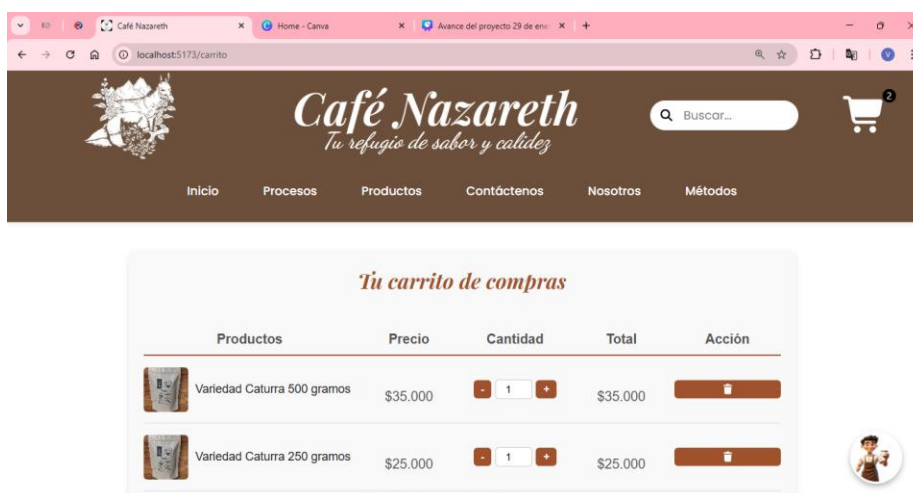 Café Nazareth
Home - Canva
Avance del proyecto 29 de ene
localhost:5173/carrito
V
Café Nazareth
Tu refugio de sabor y calidez
Buscar...
2
Inicio Procesos Productos Contáctenos Nosotros Métodos
Tu carrito de compras
Productos Precio Cantidad Total Acción
Variedad Caturra 500 gramos $35.000 - 1 + $35.000
Variedad Caturra 250 gramos $25.000 - 1 + $25.000